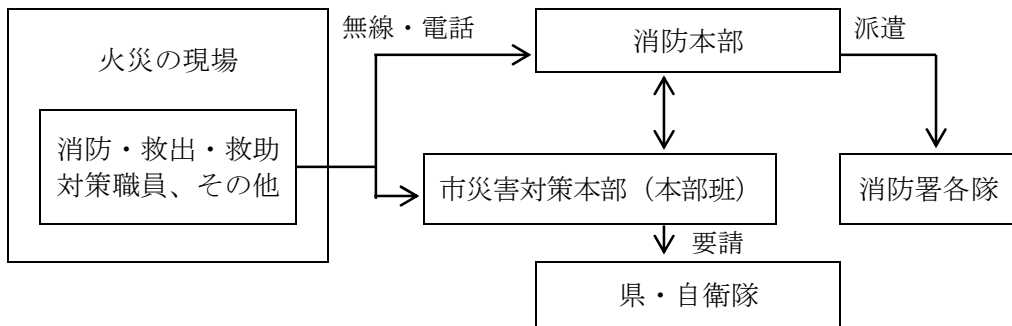 火災の現場
消防・救出・救助
対策職員、その他
無線・電話
消防本部
派遣
市災害対策本部（本部班）
消防署各隊
要請
県・自衛隊